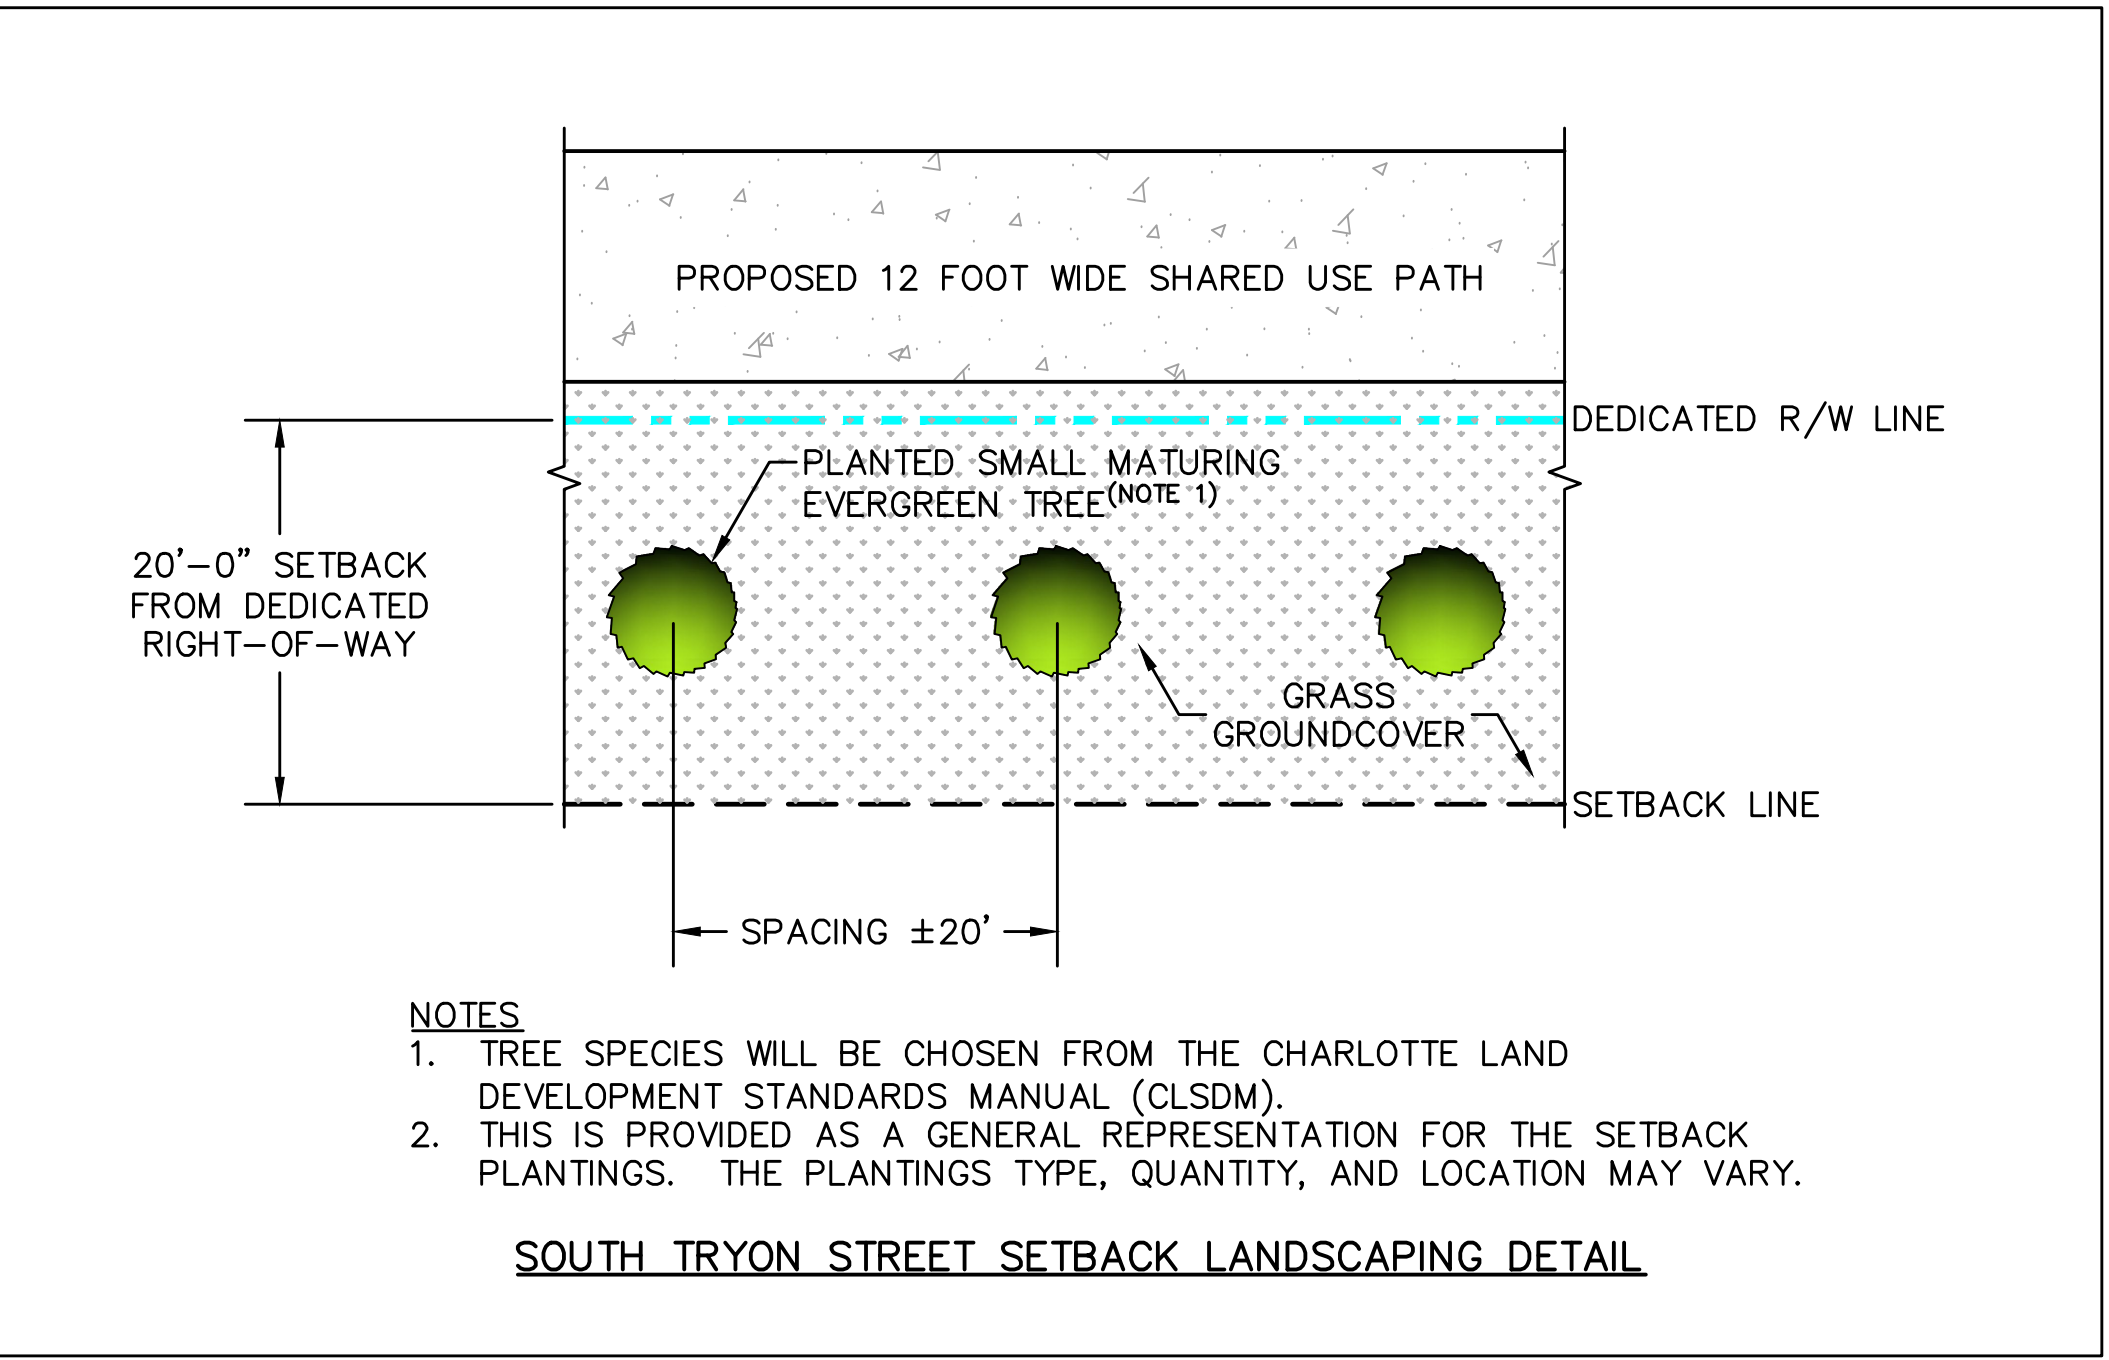 PROPOSED 12 FOOT WIDE SHARED USE PATH
DEDICATED R/W LINE
PLANTED SMALL MATURING
EVERGREEN TREE(NOTE 1)
20'-0" SETBACK
FROM DEDICATED
RIGHT-OF-WAY
GRASS
GROUNDCOVER
SETBACK LINE
SPACING ±20'
NOTES
1. TREE SPECIES WILL BE CHOSEN FROM THE CHARLOTTE LAND
DEVELOPMENT STANDARDS MANUAL (CLSDM).
2. THIS IS PROVIDED AS A GENERAL REPRESENTATION FOR THE SETBACK
PLANTINGS. THE PLANTINGS TYPE, QUANTITY, AND LOCATION MAY VARY.
SOUTH TRYON STREET SETBACK LANDSCAPING DETAIL